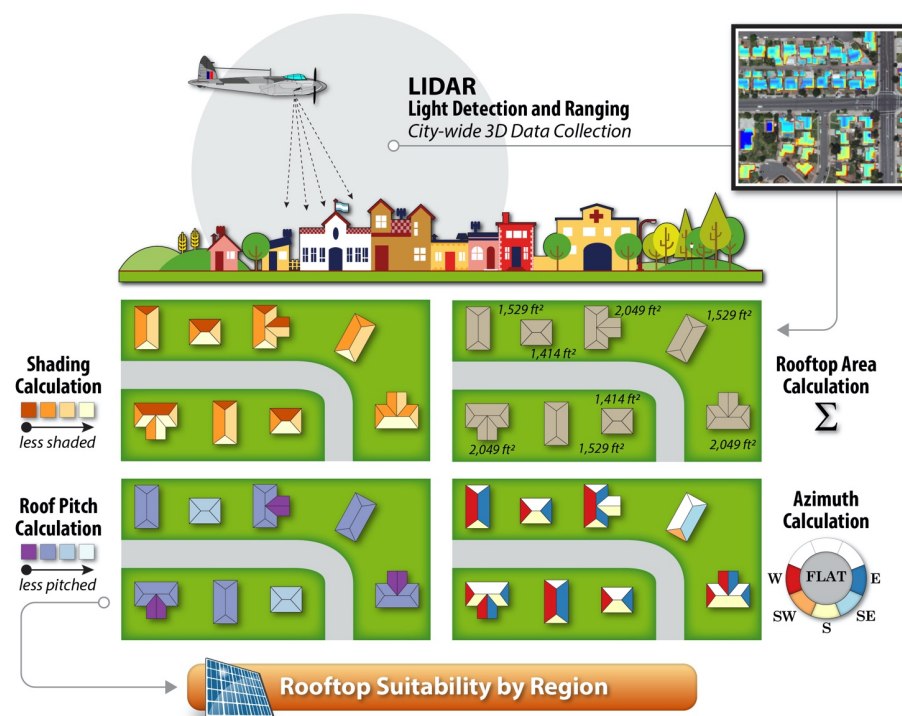 LIDAR
Light Detection and Ranging
City-wide 3D Data Collection
Shading
Calculation
less shaded
1,529 ft²
2,049 ft²
1,529 ft²
1,414 ft²
1,414 ft²
2,049 ft²
1,529 ft²
2,049 ft²
Rooftop Area
Calculation
Σ
Roof Pitch
Calculation
less pitched
Azimuth
Calculation
FLAT
W
E
SW
SE
S
Rooftop Suitability by Region